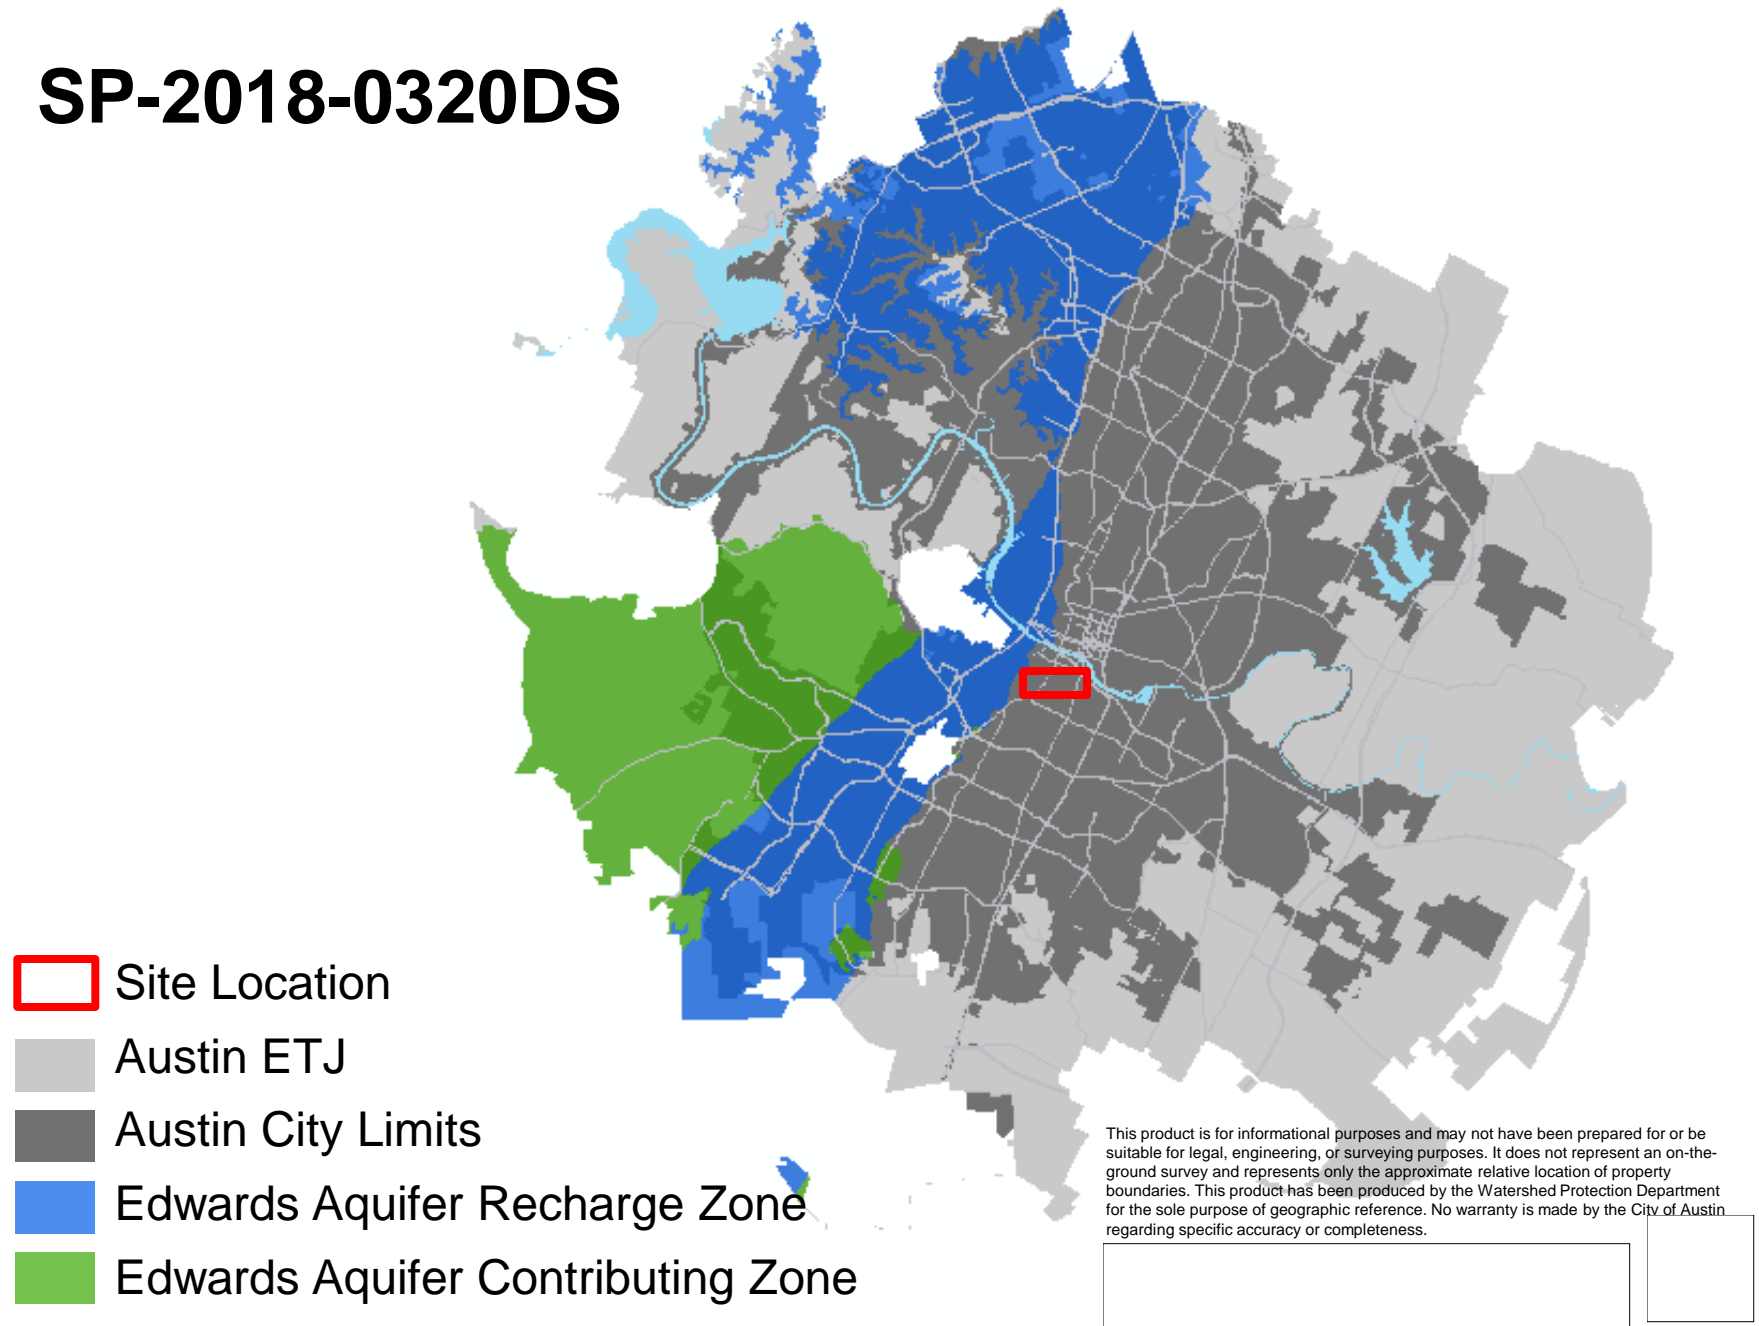 SP-2018-0320DS
Site Location
Austin ETJ
Austin City Limits
Edwards Aquifer Recharge Zone
Edwards Aquifer Contributing Zone
This product is for informational purposes and may not have been prepared for or be
suitable for legal, engineering, or surveying purposes. It does not represent an on-the-
ground survey and represents only the approximate relative location of property
boundaries. This product has been produced by the Watershed Protection Department
for the sole purpose of geographic reference. No warranty is made by the City of Austin
regarding specific accuracy or completeness.